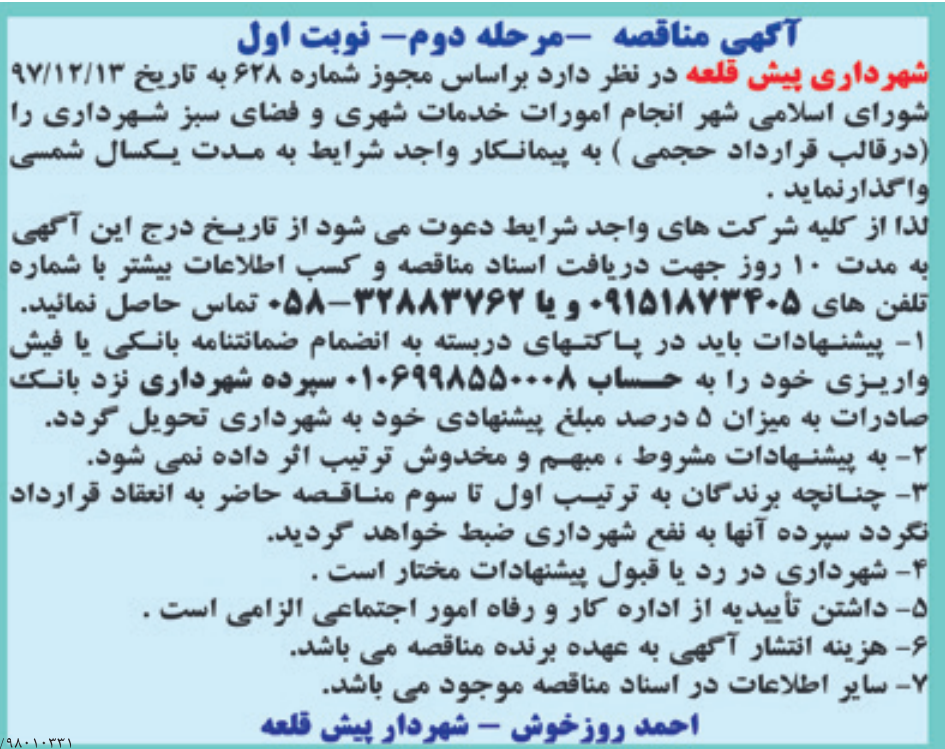 آگهی مناقصه -مرحله دوم- نوبت اول
شهرداری پیش قلعه در نظر دارد براساس مجوز شماره ۶۲۸ به تاریخ ۹۷/۱۲/۱۳
شورای اسلامی شهر انجام امورات خدمات شهری و فضای سبز شهرداری را
(درقالب قرارداد حجمی ) به پیمانکار واجد شرایط به مدت یکسال شمسی
واگذارنماید .
لذا از کلیه شرکت های واجد شرایط دعوت می شود از تاریخ درج این آگهی
به مدت ۱۰ روز جهت دریافت اسناد مناقصه و کسب اطلاعات بیشتر با شماره
تلفن های ۰۹۱۵۱۸۷۳۴۰۵ و یا ۳۲۸۸۳۷۶۲-۰۵۸ تماس حاصل نمائید.
۱- پیشنهادات باید در پاکتهای دربسته به انضمام ضمانتنامه بانکی یا فیش
واریزی خود را به حساب ۰۱۰۶۹۹۸۵۵۰۰۰۸ سپرده شهرداری نزد بانک
صادرات به میزان ۵ درصد مبلغ پیشنهادی خود به شهرداری تحویل گردد.
۲- به پیشنهادات مشروط ، مبهم و مخدوش ترتیب اثر داده نمی شود.
۳- چنانچه برندگان به ترتیب اول تا سوم مناقصه حاضر به انعقاد قرارداد
نگردد سپرده آنها به نفع شهرداری ضبط خواهد گردید.
۴- شهرداری در رد یا قبول پیشنهادات مختار است .
۵- داشتن تأییدیه از اداره کار و رفاه امور اجتماعی الزامی است .
۶- هزینه انتشار آگهی به عهده برنده مناقصه می باشد.
۷- سایر اطلاعات در اسناد مناقصه موجود می باشد.
احمد روزخوش - شهردار پیش قلعه
/۹۸۰۱۰۳۳۱